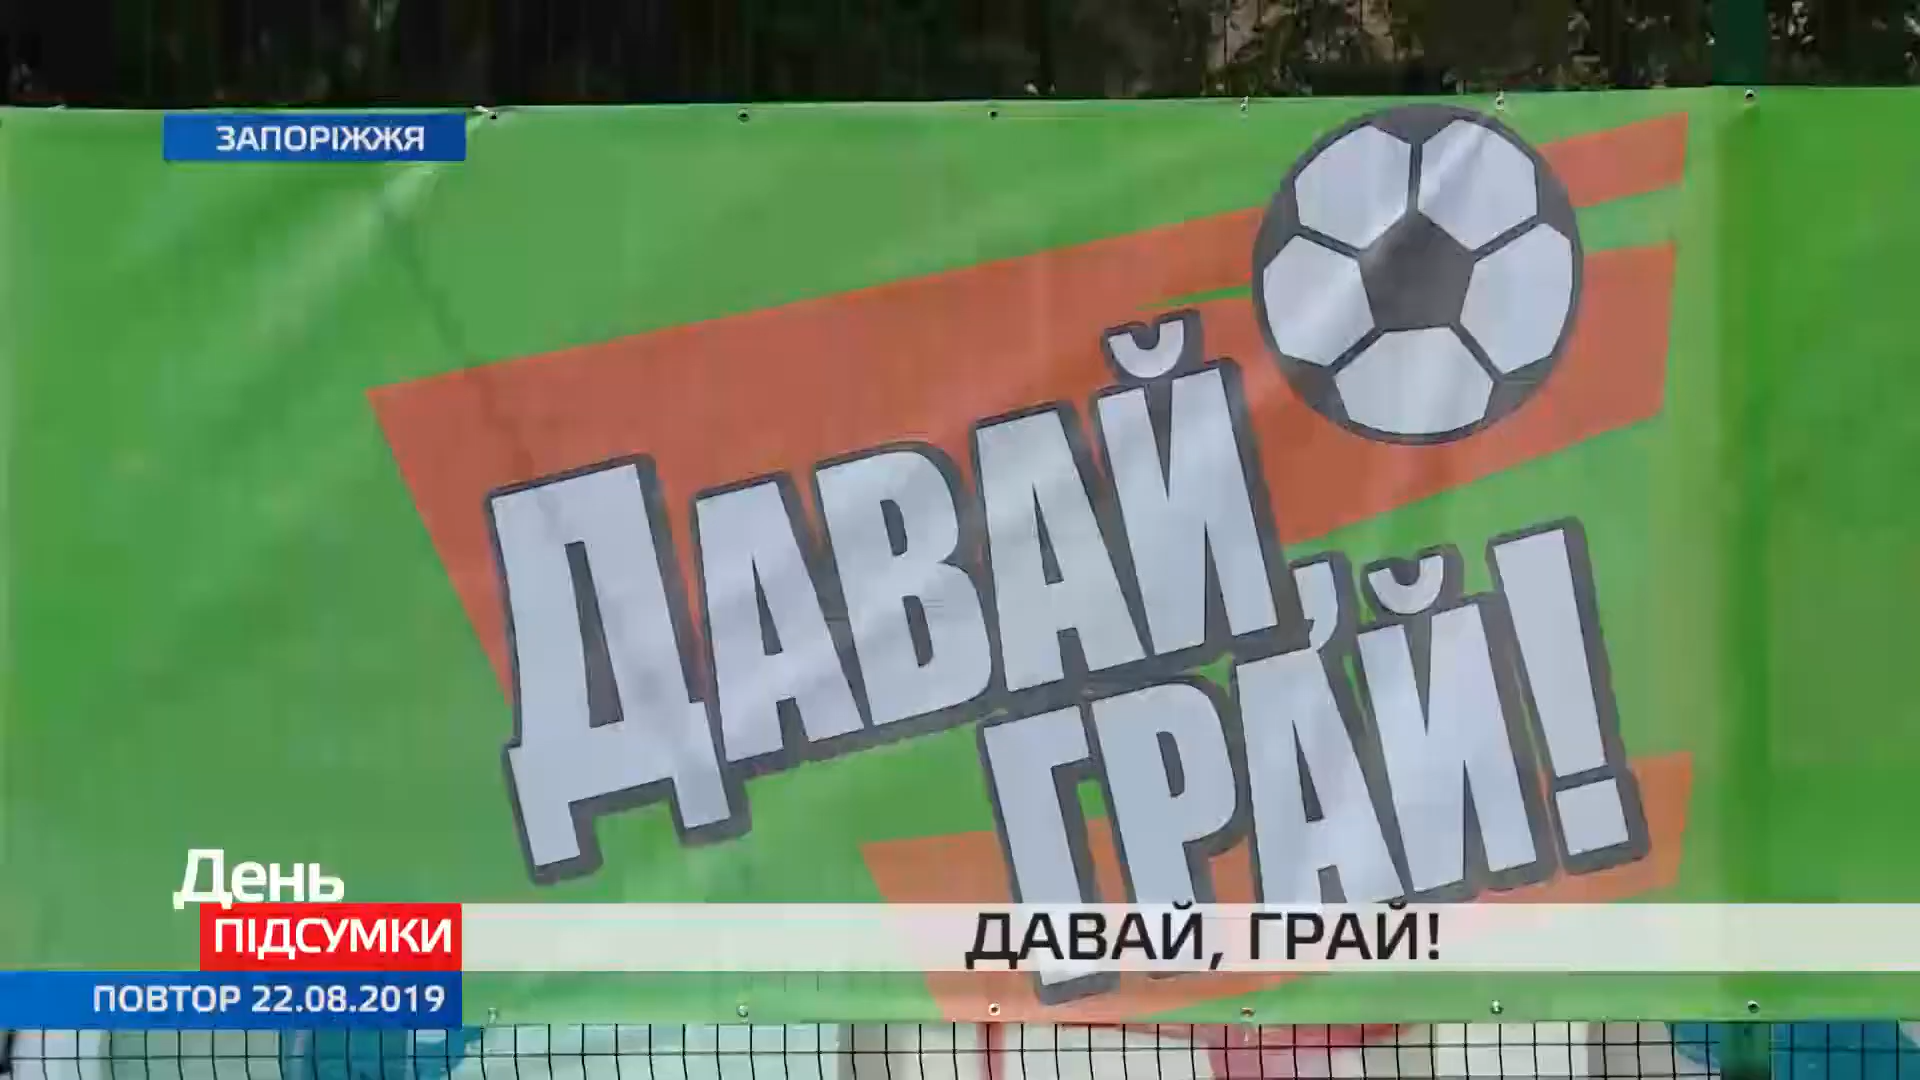 ЗАПОРІЖЖЯ
ДАВАЙ,
ГРАЙ!
День
ПІДСУМКИ
ДАВАЙ, ГРАЙ!
ПОВТОР 22.08.2019